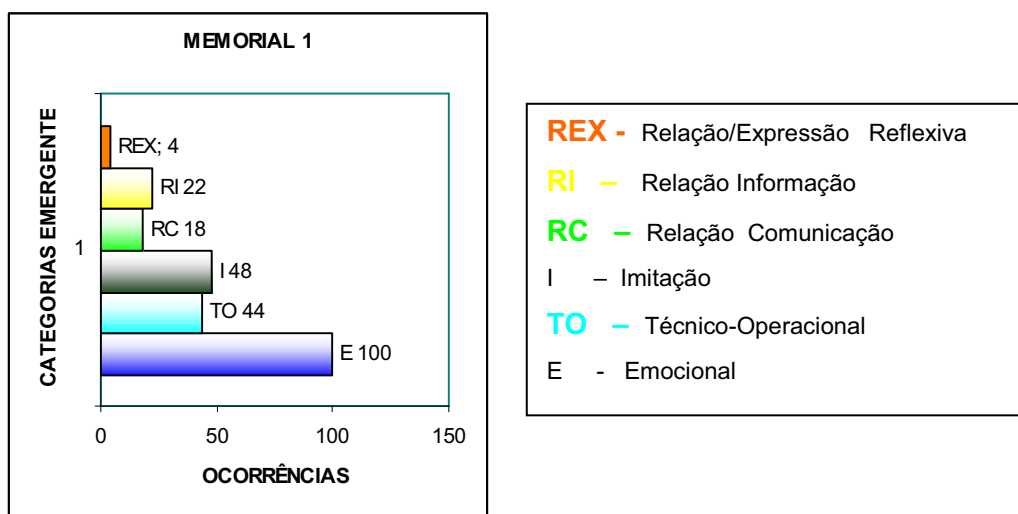 MEMORIAL 1
CATEGORIAS EMERGENTE
1
REX; 4
RI 22
RC 18
I 48
TO 44
E 100
0 50 100 150
OCORRÊNCIAS
REX - Relação/Expressão Reflexiva
RI – Relação Informação
RC – Relação Comunicação
I – Imitação
TO – Técnico-Operacional
E - Emocional